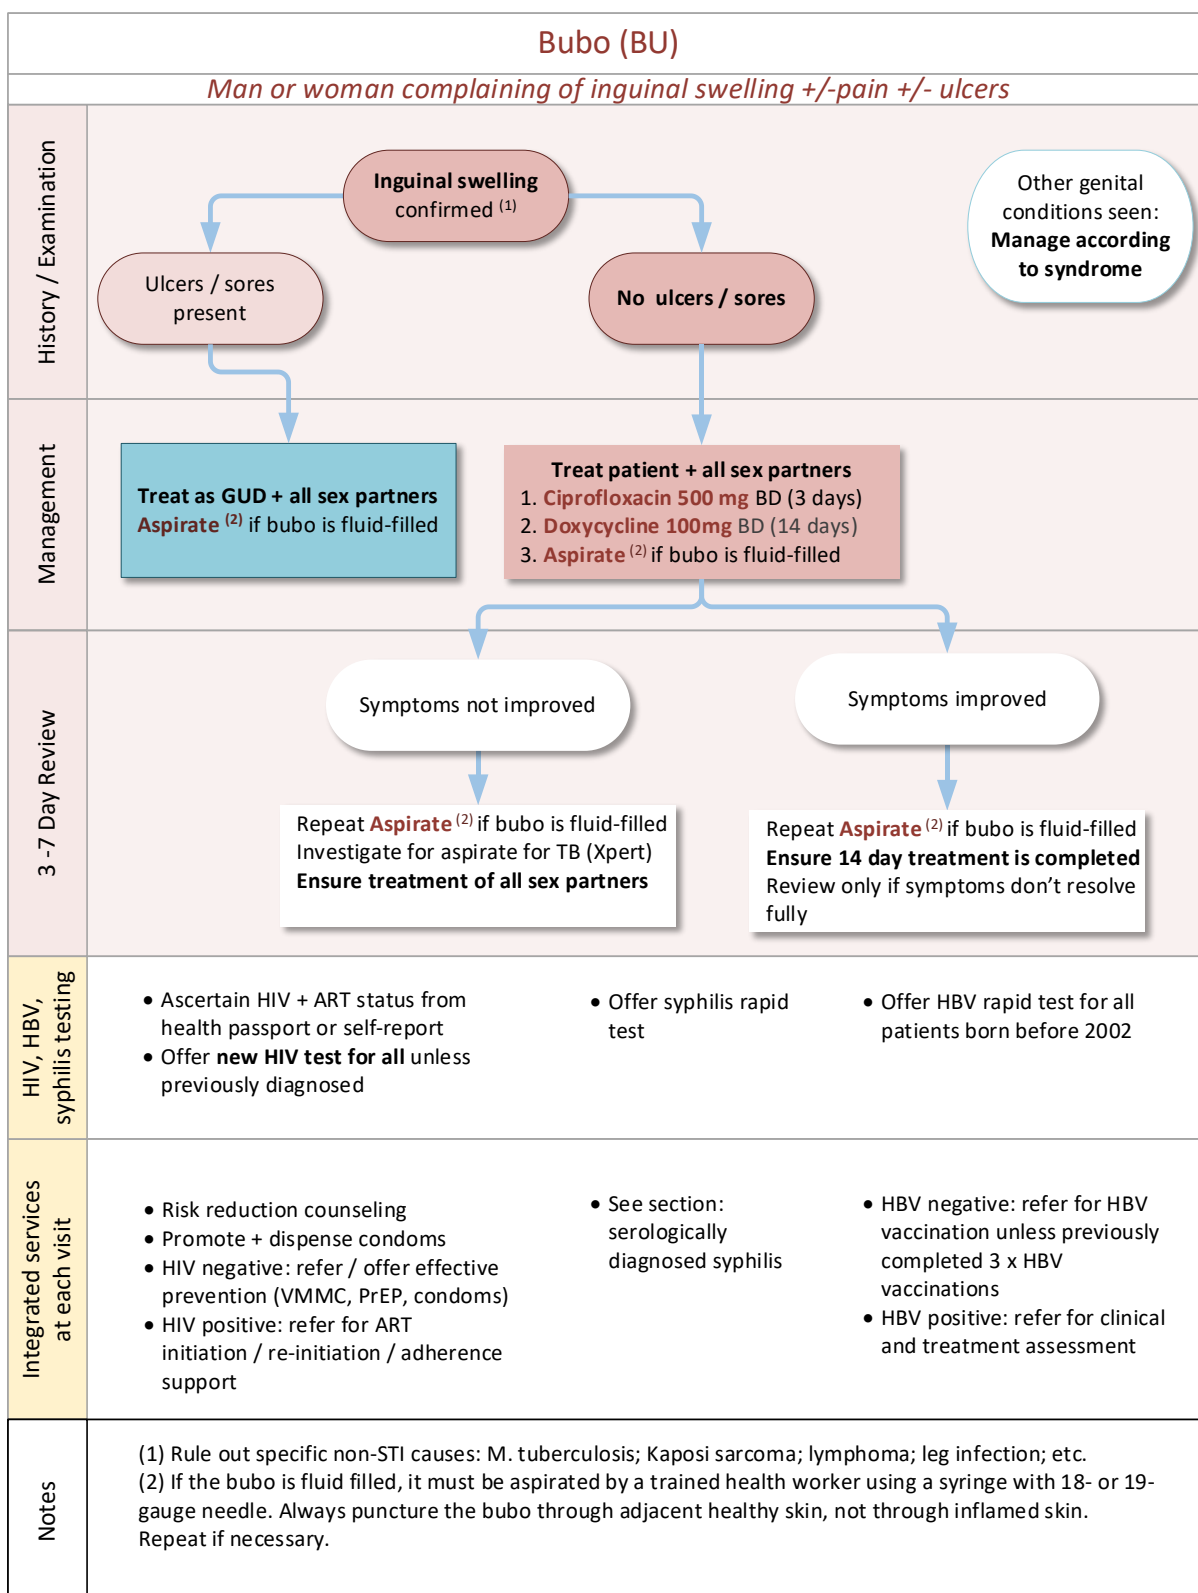 Bubo (BU)
Man or woman complaining of inguinal swelling +/-pain +/- ulcers
History / Examination
Inguinal swelling
confirmed (1)
Other genital
conditions seen:
Manage according
to syndrome
Ulcers / sores
present
No ulcers / sores
Management
Treat as GUD + all sex partners
Aspirate (2) if bubo is fluid-filled
Treat patient + all sex partners
1. Ciprofloxacin 500 mg BD (3 days)
2. Doxycycline 100mg BD (14 days)
3. Aspirate (2) if bubo is fluid-filled
3 -7 Day Review
Symptoms not improved
Symptoms improved
Repeat Aspirate (2) if bubo is fluid-filled
Investigate for aspirate for TB (Xpert)
Ensure treatment of all sex partners
Repeat Aspirate (2) if bubo is fluid-filled
Ensure 14 day treatment is completed
Review only if symptoms don't resolve
fully
HIV, HBV,
syphilis testing
• Ascertain HIV + ART status from
health passport or self-report
• Offer new HIV test for all unless
previously diagnosed
• Offer syphilis rapid
test
• Offer HBV rapid test for all
patients born before 2002
Integrated services
at each visit
• Risk reduction counseling
• Promote + dispense condoms
• HIV negative: refer / offer effective
prevention (VMMC, PrEP, condoms)
• HIV positive: refer for ART
initiation / re-initiation / adherence
support
• See section:
serologically
diagnosed syphilis
• HBV negative: refer for HBV
vaccination unless previously
completed 3 x HBV
vaccinations
• HBV positive: refer for clinical
and treatment assessment
Notes
(1) Rule out specific non-STI causes: M. tuberculosis; Kaposi sarcoma; lymphoma; leg infection; etc.
(2) If the bubo is fluid filled, it must be aspirated by a trained health worker using a syringe with 18- or 19-
gauge needle. Always puncture the bubo through adjacent healthy skin, not through inflamed skin.
Repeat if necessary.